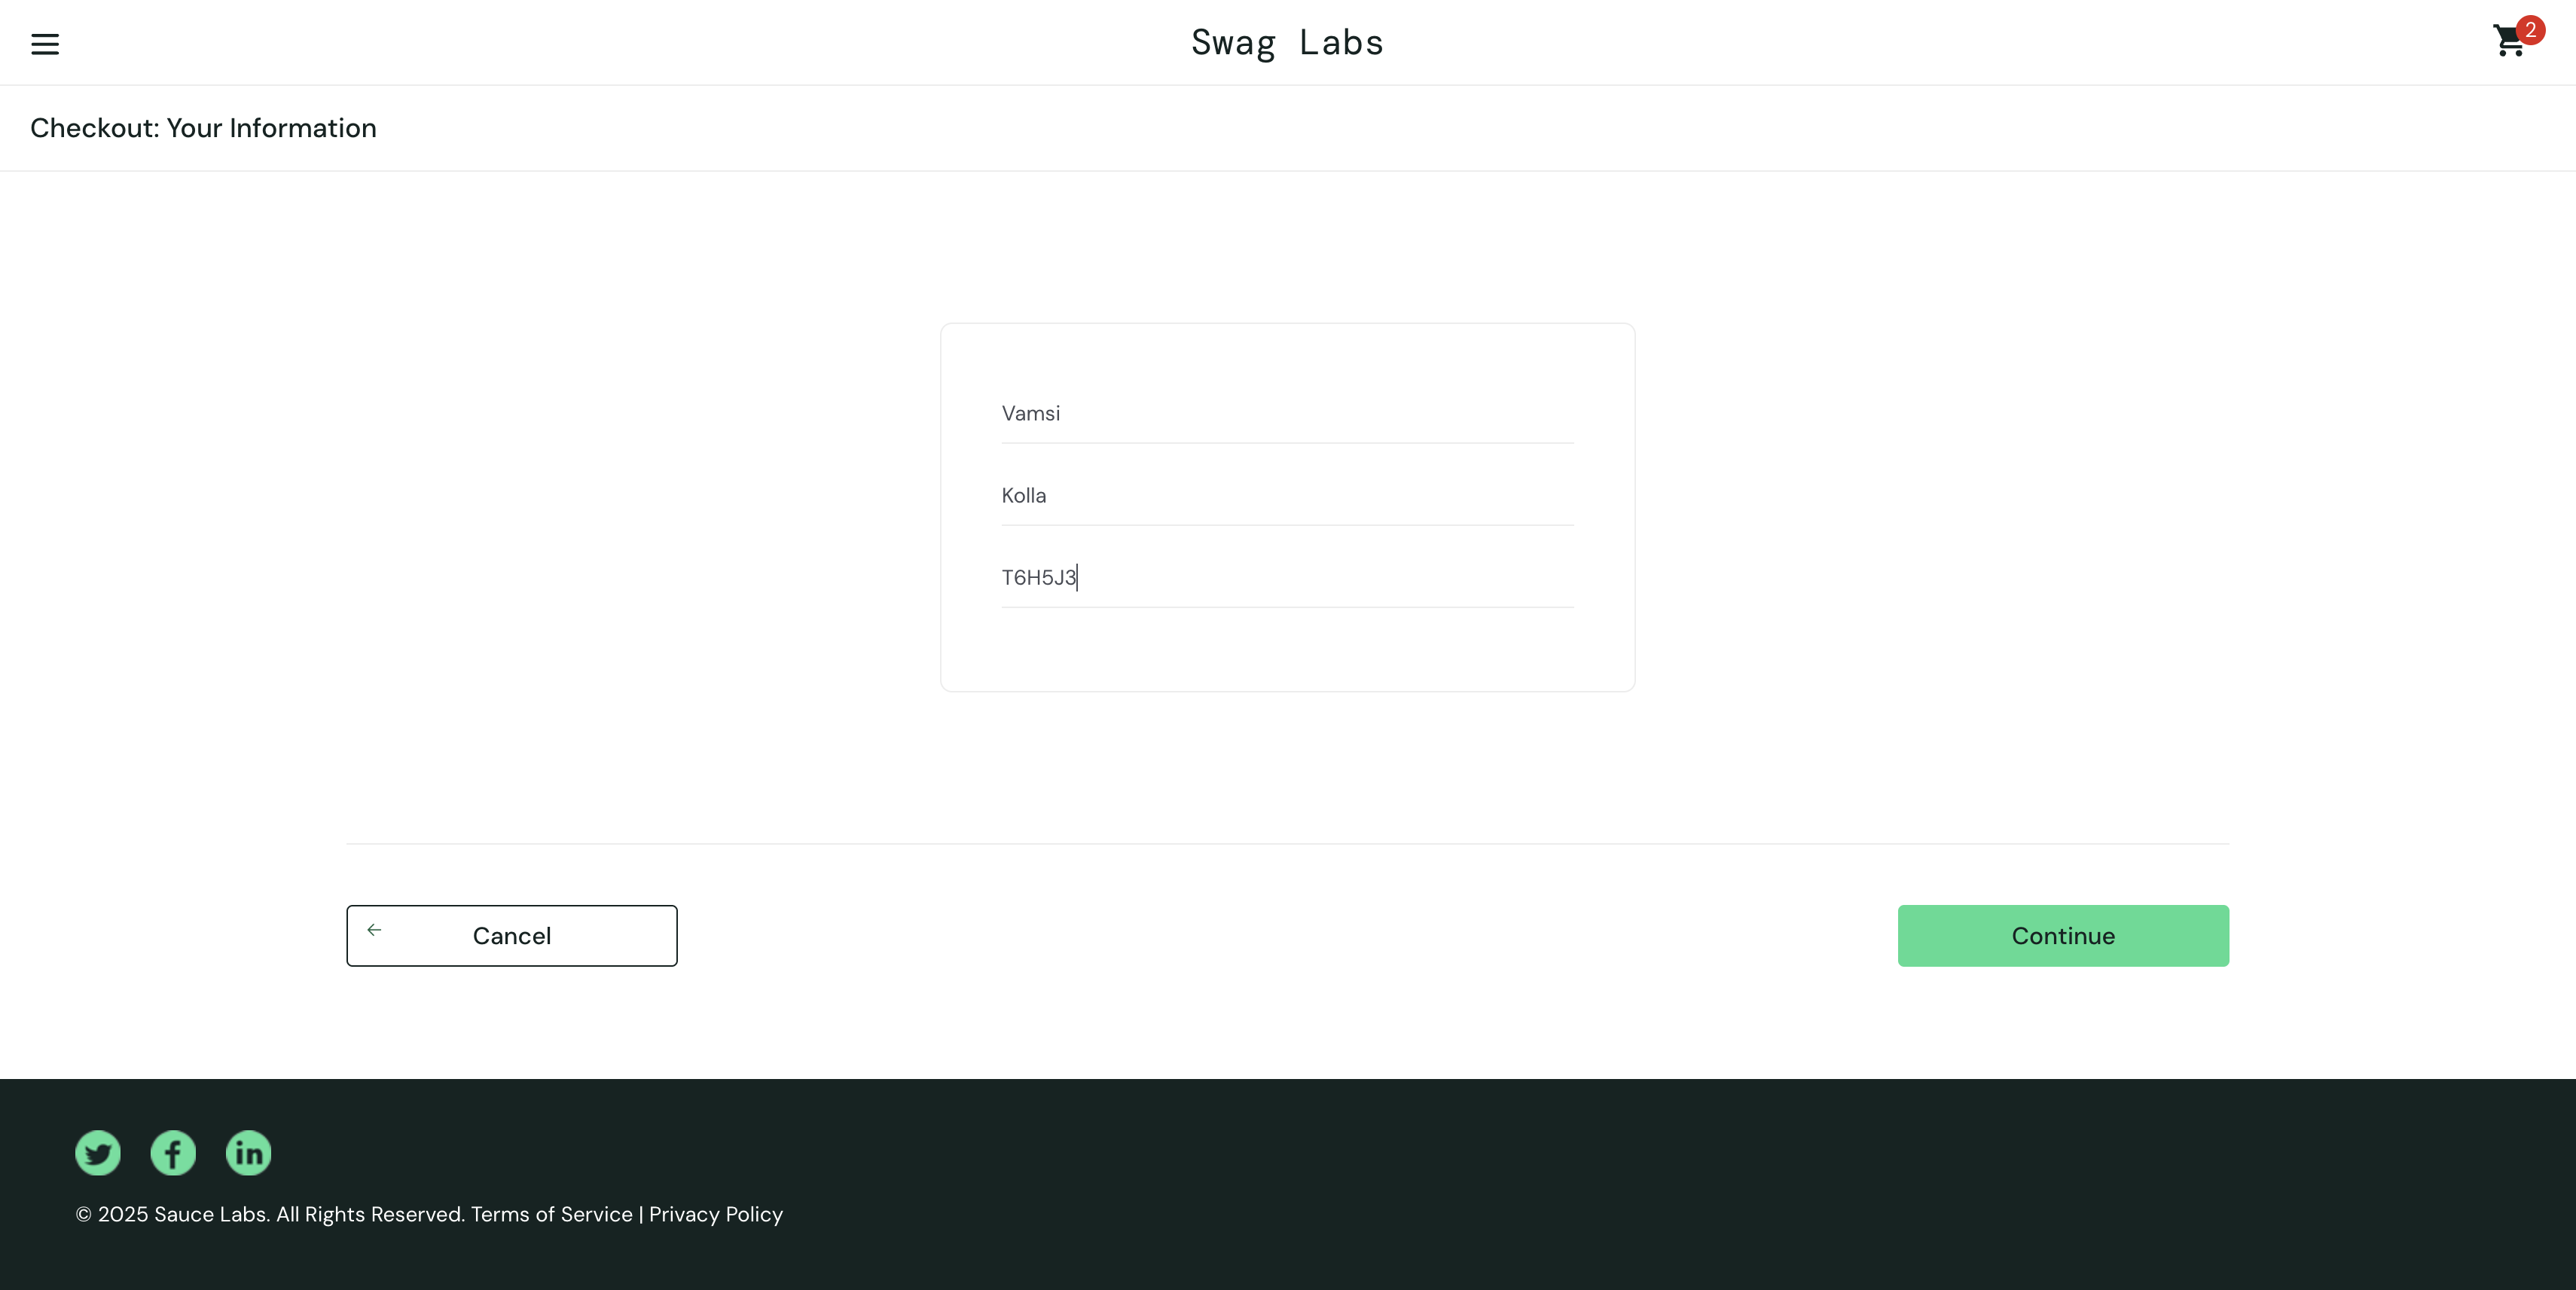 Swag Labs
2
Checkout: Your Information
Vamsi
Kolla
T6H5J3
Cancel
Continue
© 2025 Sauce Labs. All Rights Reserved. Terms of Service | Privacy Policy